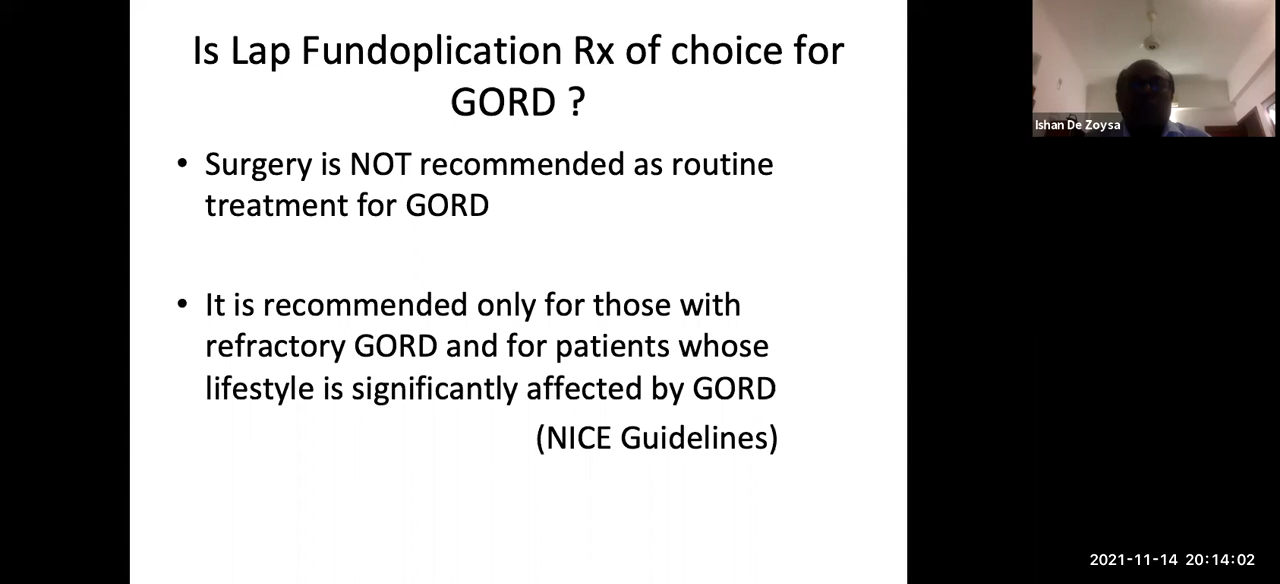 Is Lap Fundoplication Rx of choice for
GORD ?
• Surgery is NOT recommended as routine
treatment for GORD
• It is recommended only for those with
refractory GORD and for patients whose
lifestyle is significantly affected by GORD
(NICE Guidelines)
Ishan De Zoysa
2021-11-14 20:14:02